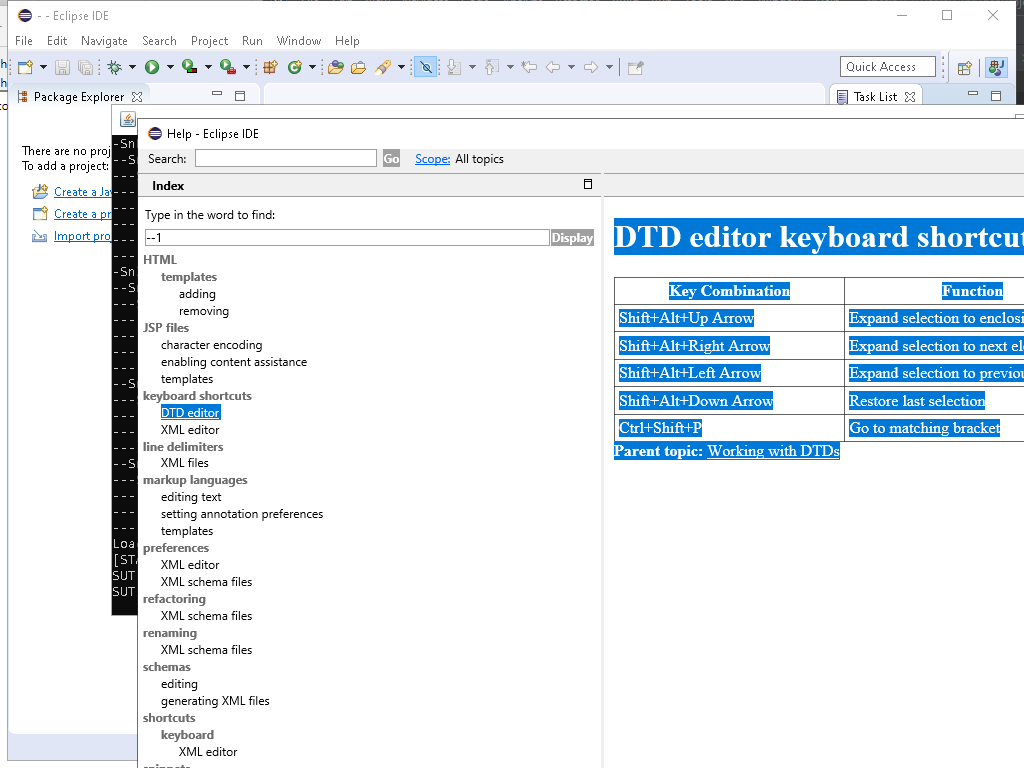 - - Eclipse IDE
File Edit Navigate Search Project Run Window Help
Quick Access
Package Explorer
Task List
There are no proj
To add a project:
Create a Ja
Create a pr
Import pro
Help - Eclipse IDE
Search:
Go
Scope: All topics
Index
Type in the word to find:
--1
Display
HTML
templates
adding
removing
JSP files
character encoding
enabling content assistance
templates
keyboard shortcuts
DTD editor
XML editor
line delimiters
XML files
markup languages
editing text
setting annotation preferences
templates
preferences
XML editor
XML schema files
refactoring
XML schema files
renaming
XML schema files
schemas
editing
generating XML files
shortcuts
keyboard
XML editor
snippets
DTD editor keyboard shortcut
Key Combination Function
Shift+Alt+Up Arrow Expand selection to enclosi
Shift+Alt+Right Arrow Expand selection to next el
Shift+Alt+Left Arrow Expand selection to previou
Shift+Alt+Down Arrow Restore last selection
Ctrl+Shift+P Go to matching bracket
Parent topic: Working with DTDs
Loa
[STA
SUT
SUT